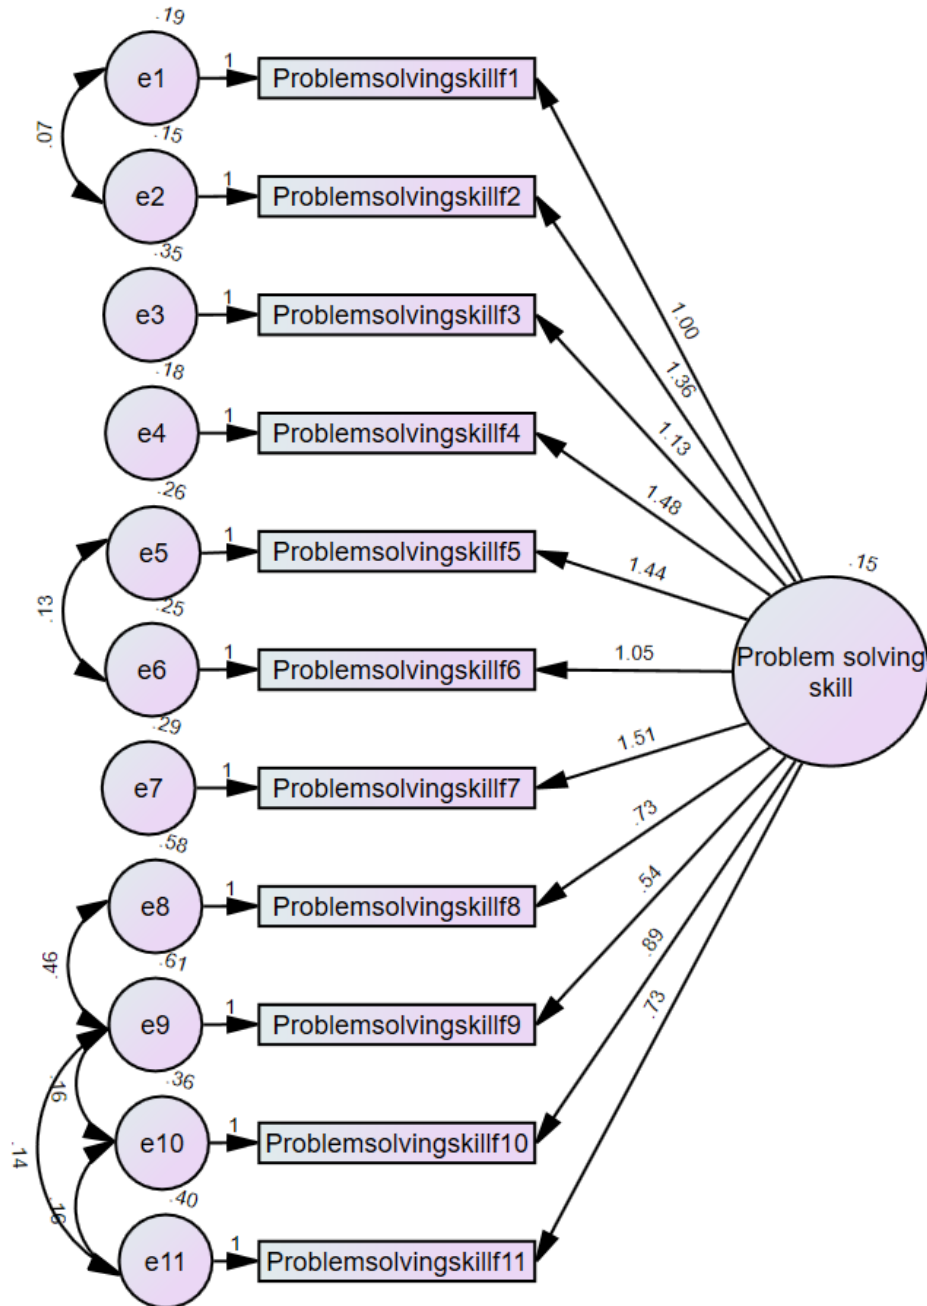 .19
e1
1
Problemsolvingskillf1
.07
.15
e2
1
Problemsolvingskillf2
.35
e3
1
Problemsolvingskillf3
.18
e4
1
Problemsolvingskillf4
.26
e5
1
Problemsolvingskillf5
.13
.25
e6
1
Problemsolvingskillf6
.29
e7
1
Problemsolvingskillf7
.58
e8
1
Problemsolvingskillf8
.46
.61
e9
1
Problemsolvingskillf9
.16
.36
e10
1
Problemsolvingskillf10
.14
.16
.40
e11
1
Problemsolvingskillf11
1.00
1.36
1.13
1.48
1.44
1.05
1.51
.73
.54
.89
.73
.15
Problem solving
skill